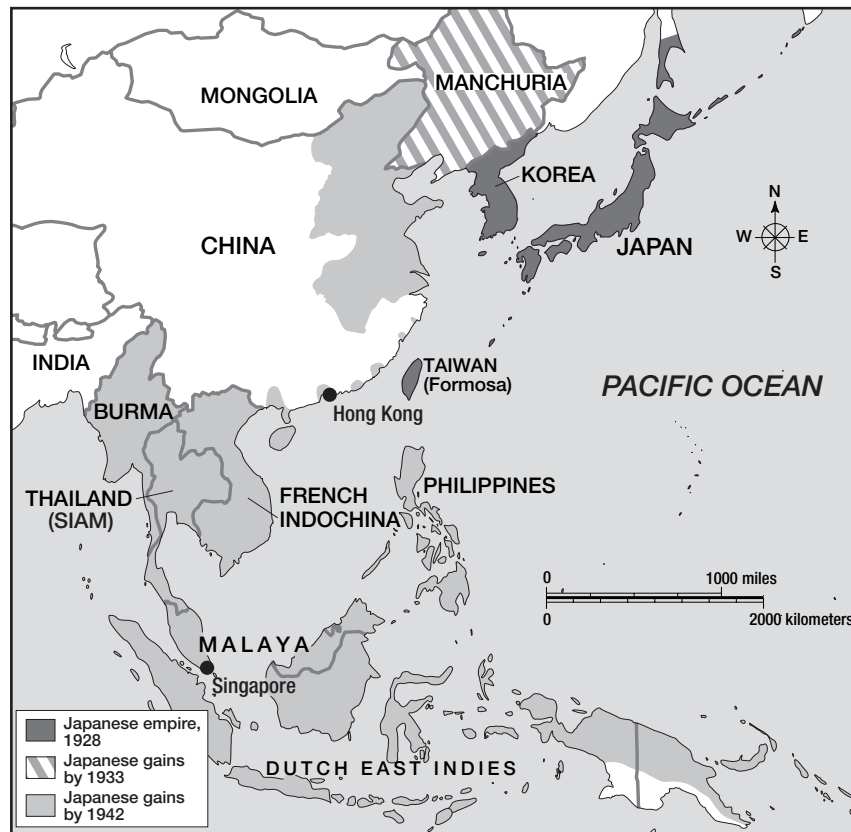 MONGOLIA
MANCHURIA
KOREA
JAPAN
N
W E
S
CHINA
INDIA
TAIWAN
(Formosa)
PACIFIC OCEAN
Hong Kong
BURMA
THAILAND
(SIAM)
FRENCH
INDOCHINA
PHILIPPINES
0 1000 miles
0 2000 kilometers
MALAYA
Singapore
DUTCH EAST INDIES
Japanese empire,
1928
Japanese gains
by 1933
Japanese gains
by 1942